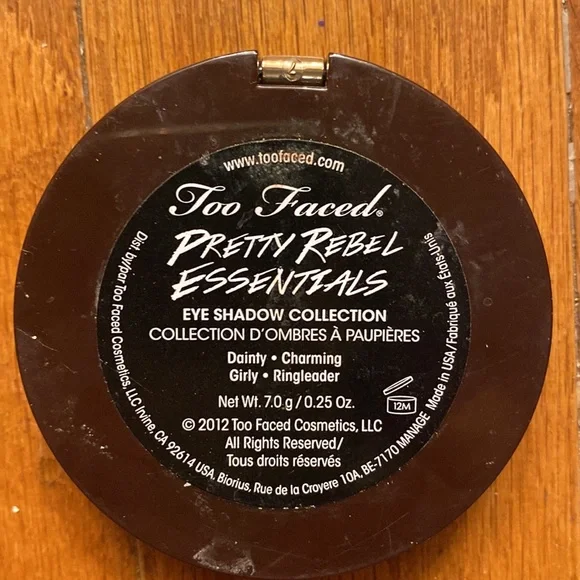 www.toofaced.com
Too Faced®
PRETTY REBEL
ESSENTIALS
EYE SHADOW COLLECTION
COLLECTION D'OMBRES À PAUPIÈRES
Dainty • Charming
Girly • Ringleader
Net Wt. 7.0 g / 0.25 Oz.
12M
© 2012 Too Faced Cosmetics, LLC
All Rights Reserved/
Tous droits réservés
Dist. by/par Too Faced Cosmetics, LLC Irvine, CA 92614 USA, Biorius, Rue de la Croyere 10A, BE-7170 MANAGE Made in USA/Fabriqué aux États-Unis